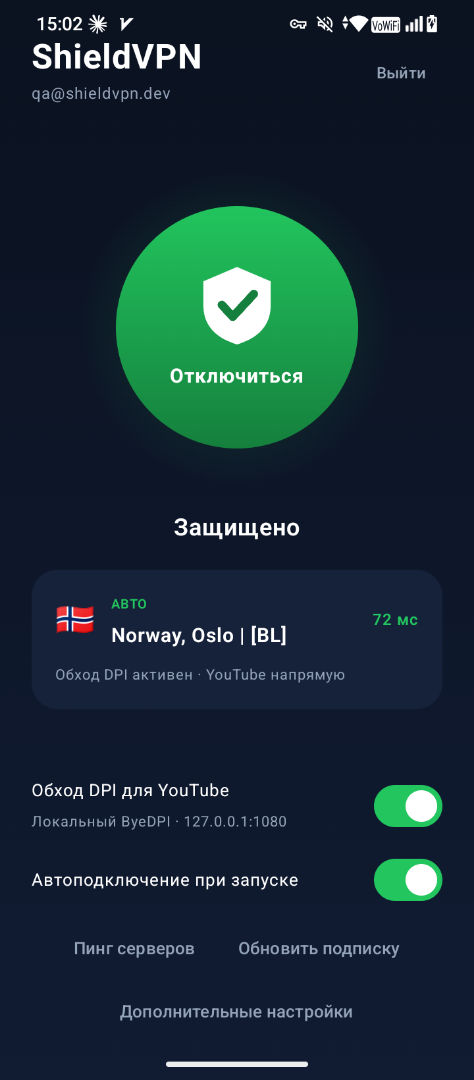 15:02
VoWiFi
ShieldVPN
qa@shieldvpn.dev
Выйти
Отключиться
Защищено
АВТО
Norway, Oslo | [BL]
72 мс
Обход DPI активен · YouTube напрямую
Обход DPI для YouTube
Локальный ByeDPI · 127.0.0.1:1080
Автоподключение при запуске
Пинг серверов
Обновить подписку
Дополнительные настройки